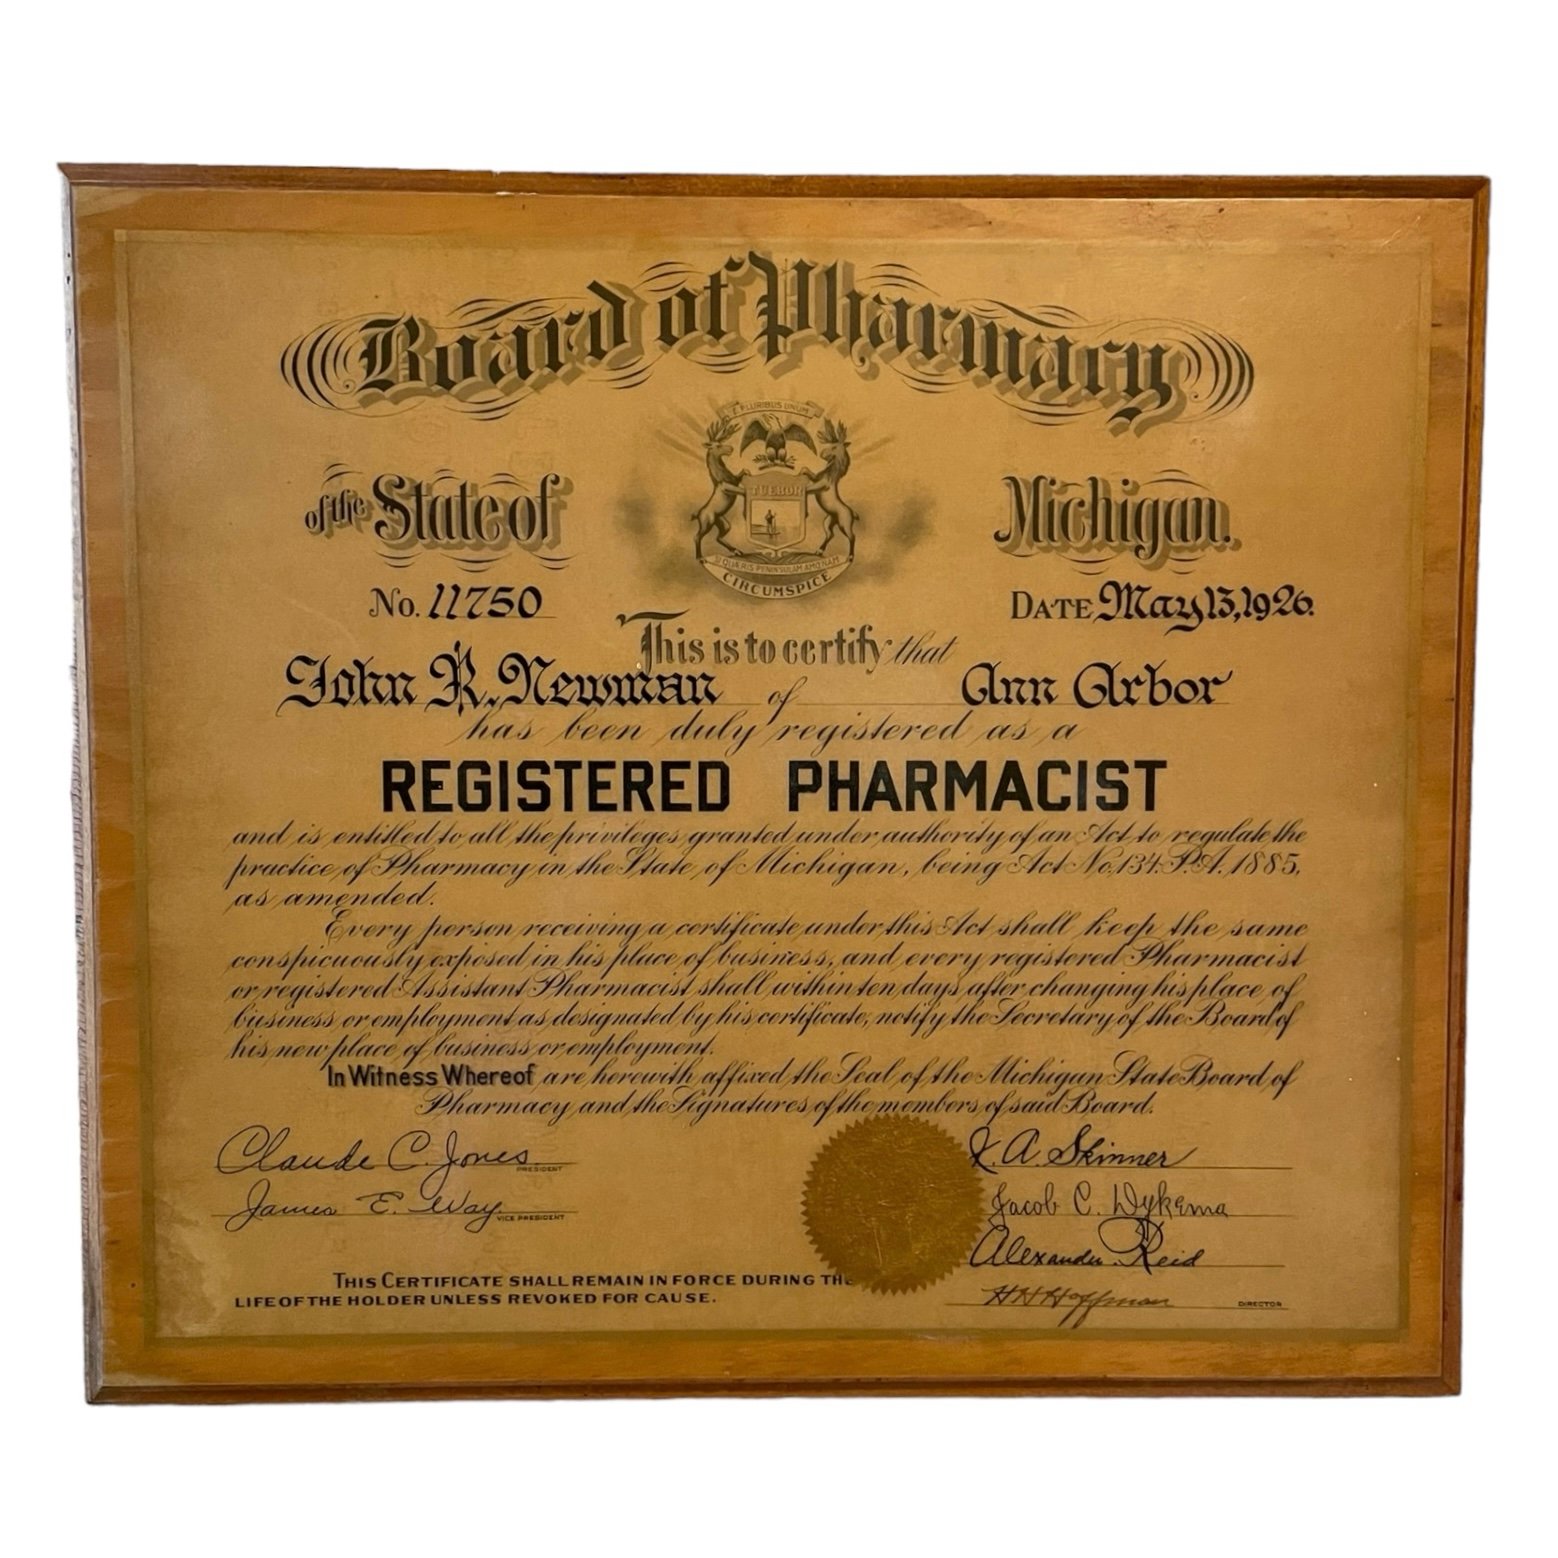 Board of Pharmacy
E PLURIBUS UNUM
of the State of Michigan.
TUEBOR
SI QUÆRIS PENINSULAM AMŒNAM
CIRCUMSPICE
No. 11750 DATE May 13, 1926.
This is to certify that
John R. Newman of Ann Arbor
has been duly registered as a
REGISTERED PHARMACIST
and is entitled to all the privileges granted under authority of an Act to regulate the
practice of Pharmacy in the State of Michigan, being Act No. 134. P.A. 1885,
as amended.
Every person receiving a certificate under this Act shall keep the same
conspicuously exposed in his place of business, and every registered Pharmacist
or registered Assistant Pharmacist shall within ten days after changing his place of
business or employment as designated by his certificate, notify the Secretary of the Board of
his new place of business or employment.
In Witness Whereof are herewith affixed the Seal of the Michigan State Board of
Pharmacy and the Signatures of the members of said Board.
Claude C. Jones PRESIDENT
James E. Way VICE PRESIDENT
A. Skinner
Jacob C. Dykema
Alexander Reid
THIS CERTIFICATE SHALL REMAIN IN FORCE DURING THE
LIFE OF THE HOLDER UNLESS REVOKED FOR CAUSE.
H H Hoffman DIRECTOR